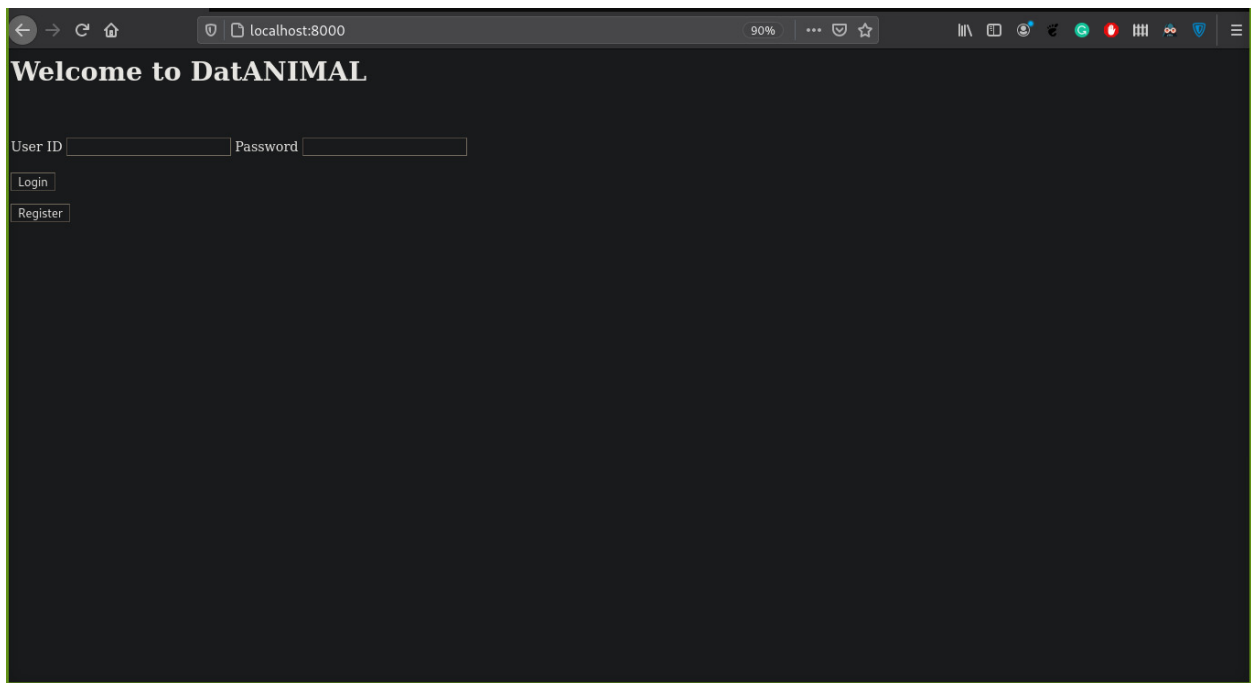 localhost:8000 90%
Welcome to DatANIMAL
User ID Password
Login
Register